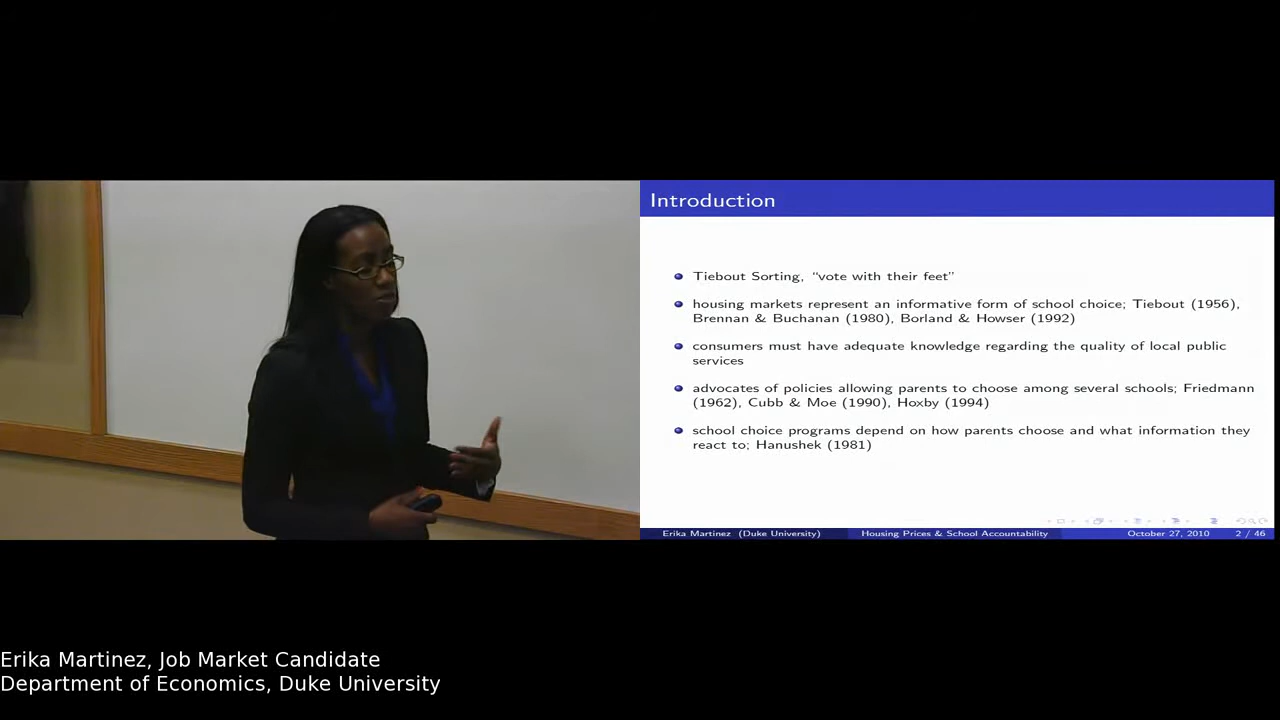 Introduction
Tiebout Sorting, “vote with their feet”
housing markets represent an informative form of school choice; Tiebout (1956),
Brennan & Buchanan (1980), Borland & Howser (1992)
consumers must have adequate knowledge regarding the quality of local public
services
advocates of policies allowing parents to choose among several schools; Friedmann
(1962), Cubb & Moe (1990), Hoxby (1994)
school choice programs depend on how parents choose and what information they
react to; Hanushek (1981)
Erika Martinez (Duke University) Housing Prices & School Accountability October 27, 2010 2 / 46
Erika Martinez, Job Market Candidate
Department of Economics, Duke University